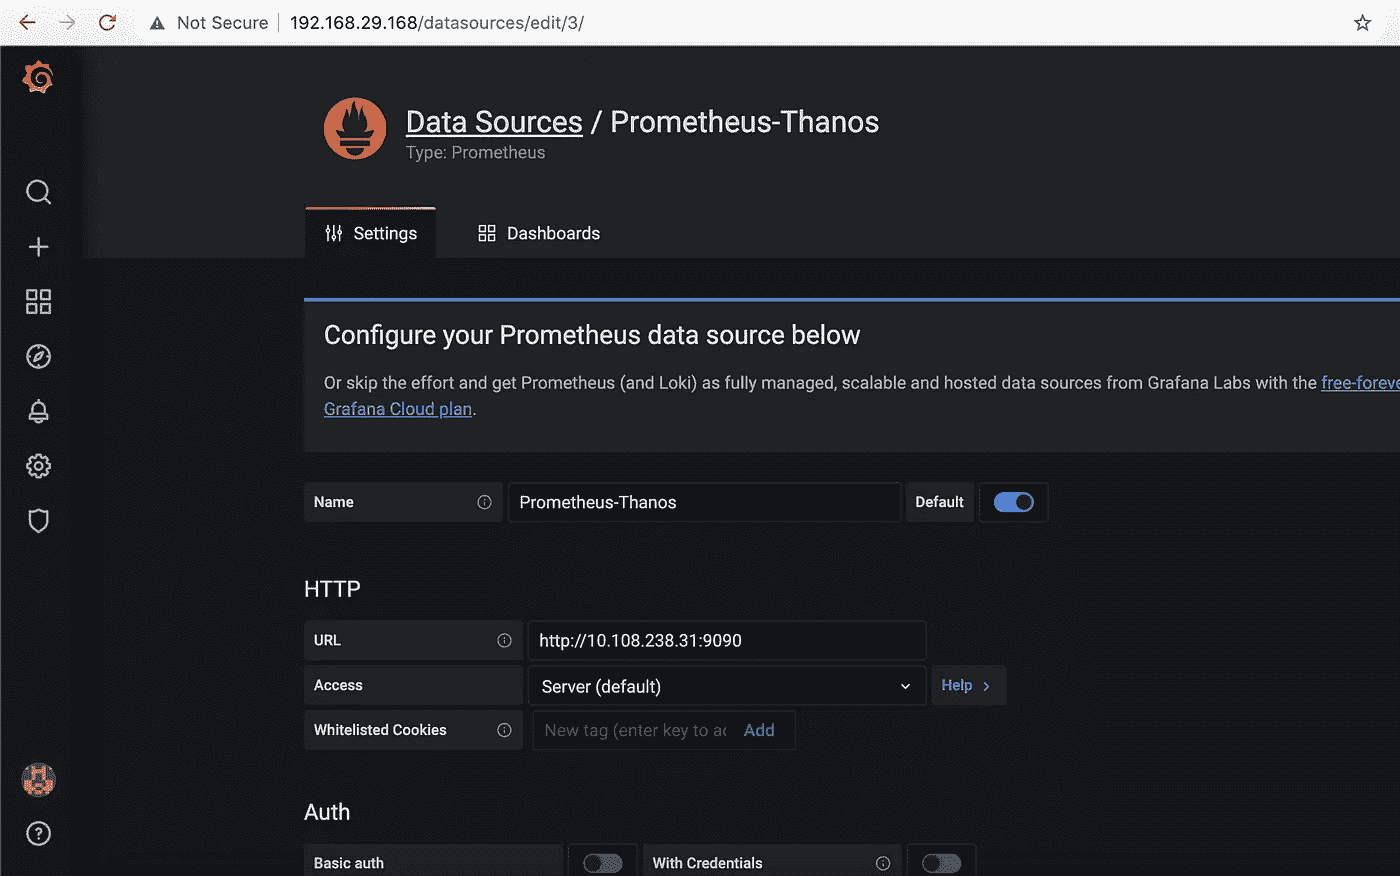 Not Secure 192.168.29.168/datasources/edit/3/
Data Sources / Prometheus-Thanos
Type: Prometheus
Settings Dashboards
Configure your Prometheus data source below
Or skip the effort and get Prometheus (and Loki) as fully managed, scalable and hosted data sources from Grafana Labs with the free-foreve
Grafana Cloud plan.
Name Prometheus-Thanos Default
HTTP
URL http://10.108.238.31:9090
Access Server (default) Help
Whitelisted Cookies New tag (enter key to ac Add
Auth
Basic auth With Credentials